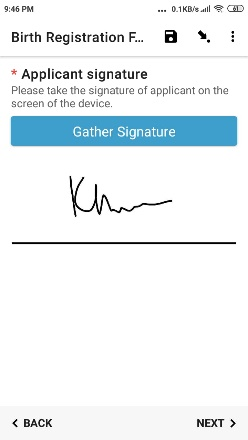 9:46 PM ... 0.1KB/s 61
Birth Registration F...
* Applicant signature
Please take the signature of applicant on the
screen of the device.
Gather Signature
BACK NEXT